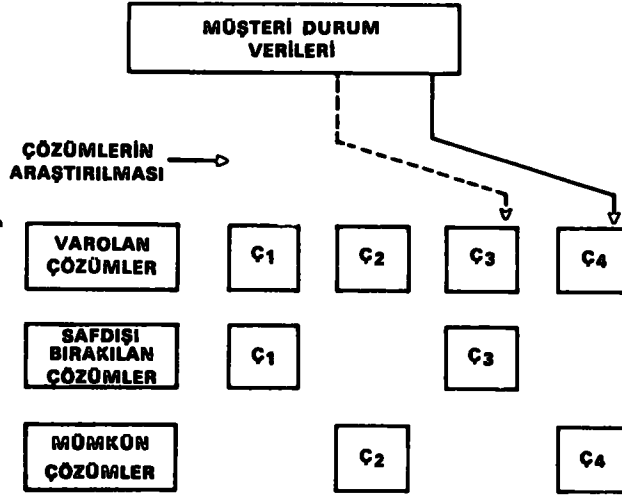 MÜŞTERİ DURUM
VERİLERİ
ÇÖZÜMLERİN
ARAŞTIRILMASI
VAROLAN
ÇÖZÜMLER
Ç1 Ç2 Ç3 Ç4
SAFDIŞI
BIRAKILAN
ÇÖZÜMLER
Ç1 Ç3
MÜMKÜN
ÇÖZÜMLER
Ç2 Ç4